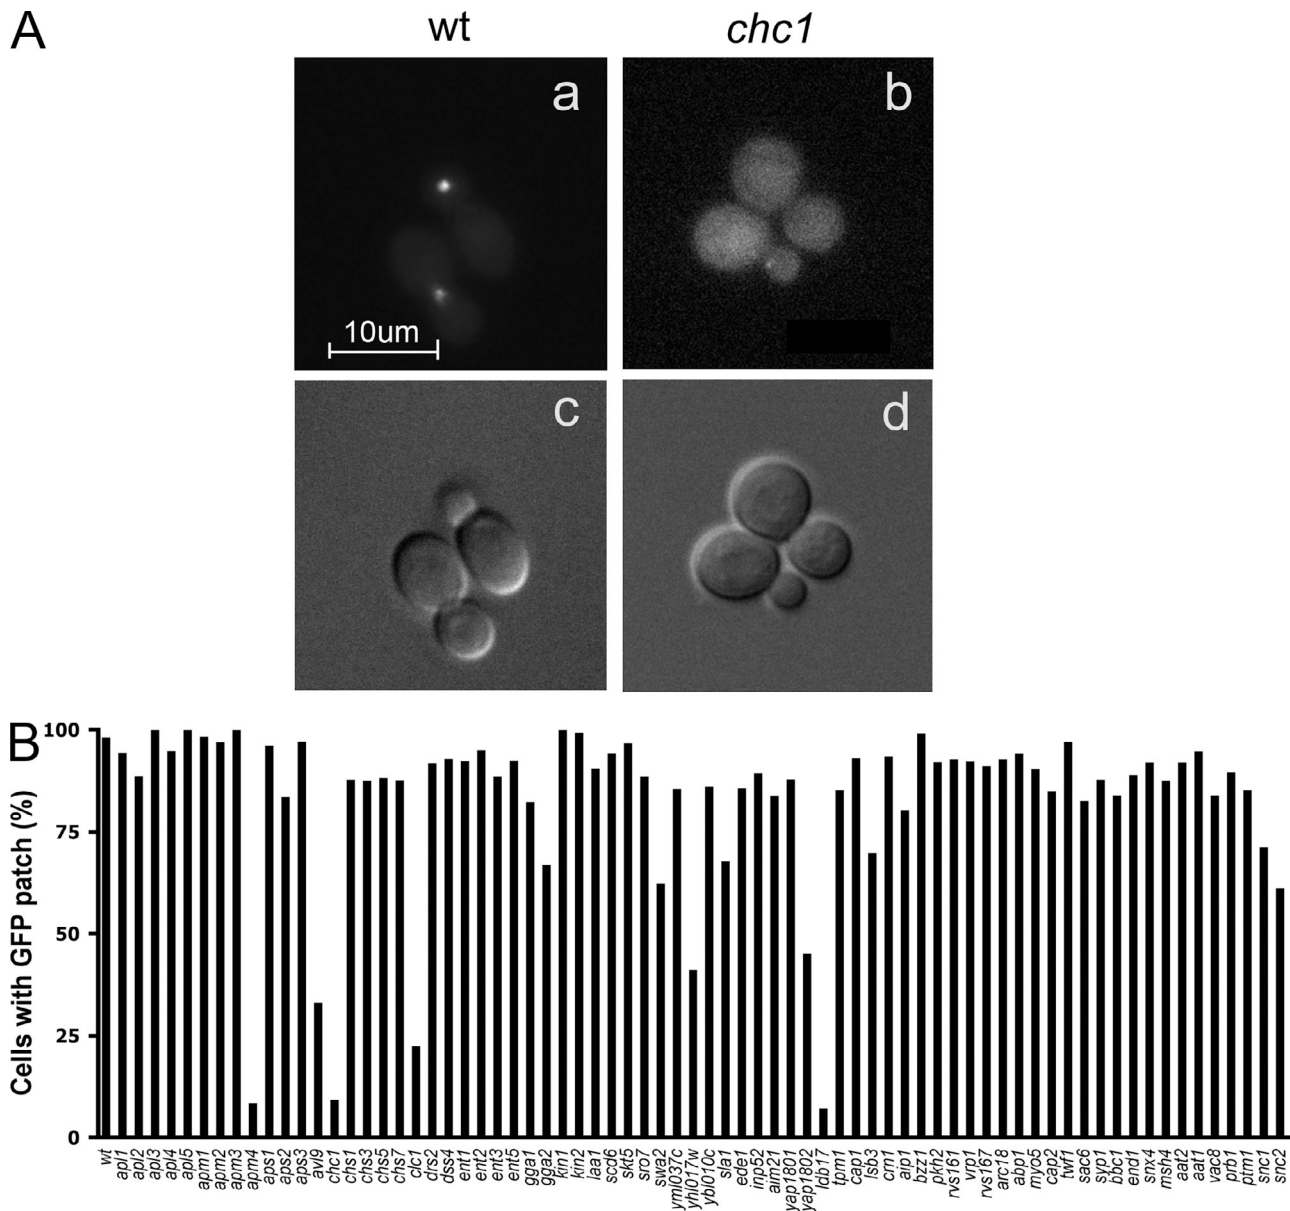 A
wt
chc1
a
b
10um
c
d
B
Cells with GFP patch (%)
100
75
50
25
0
wt
apl1
apl2
apl3
apl4
apl5
apm1
apm2
apm3
apm4
aps1
aps2
aps3
avl9
chc1
chs1
chs3
chs5
chs7
clc1
drs2
dss4
ent1
ent2
ent3
ent5
gga1
gga2
kin1
kin2
laa1
scd6
skt5
sro7
swa2
yml037c
yhl017w
ybl010c
sla1
ede1
inp52
aim21
yap1801
yap1802
ldb17
tpm1
cap1
lsb3
crn1
aip1
bzz1
pkh2
rvs161
vrp1
rvs167
arc18
abp1
myo5
cap2
twf1
sac6
syp1
bbc1
end1
snx4
msh4
aat2
aat1
vac8
prb1
ptm1
snc1
snc2